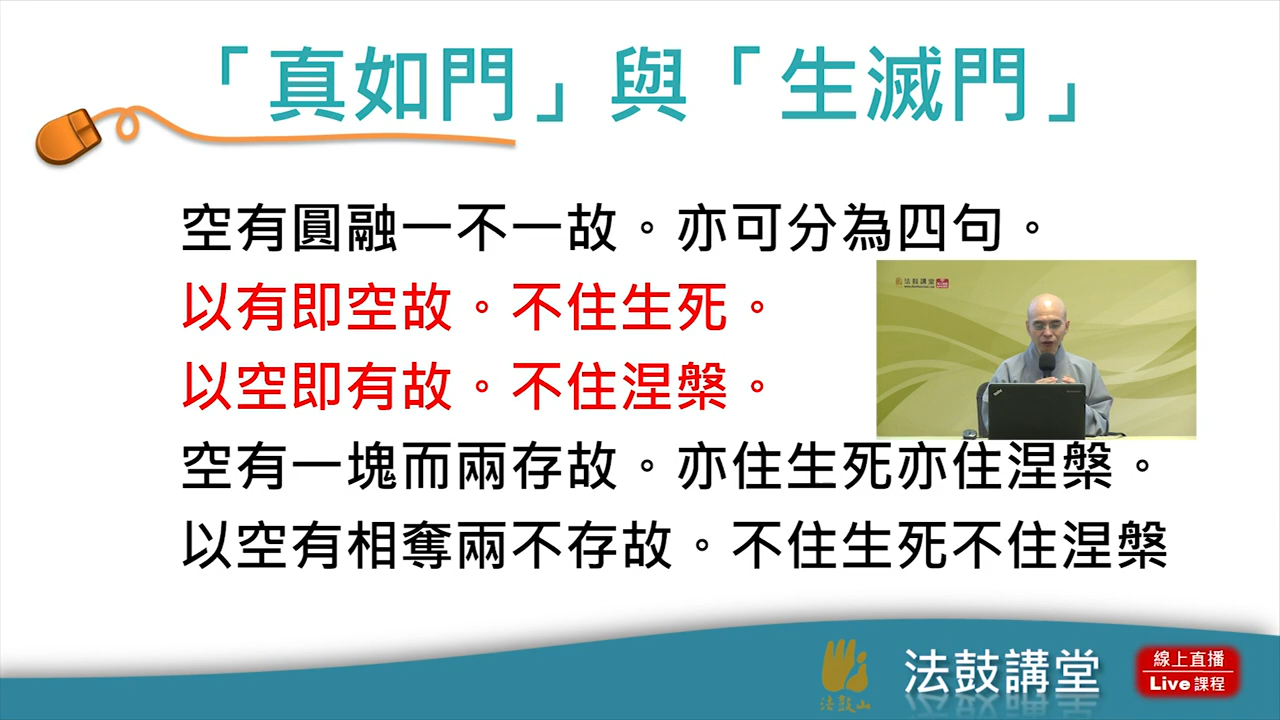 「真如門」與「生滅門」
空有圓融一不一故。亦可分為四句。
以有即空故。不住生死。
以空即有故。不住涅槃。
空有一塊而兩存故。亦住生死亦住涅槃。
以空有相奪兩不存故。不住生死不住涅槃
法鼓講堂
法鼓山
法鼓講堂
線上直播
Live 課程